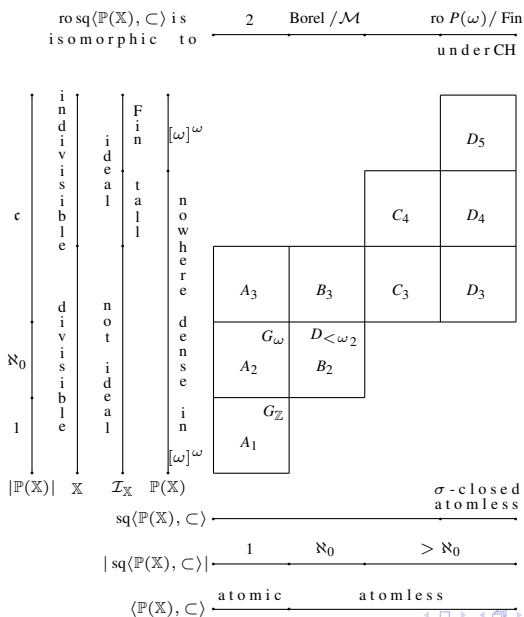 ro sq⟨ℙ(𝕏), ⊂⟩ is
isomorphic to
2
Borel / ℳ
ro P(ω)/ Fin
under CH
indivisible
divisible
ideal
not ideal
Fin
tall
[ω]^ω
nowhere dense in
[ω]^ω
𝔠
ℵ₀
1
D₅
C₄
D₄
A₃
B₃
C₃
D₃
G_ω
A₂
D_{<ω₂}
B₂
G_ℤ
A₁
|ℙ(𝕏)|
𝕏
ℐ_𝕏
ℙ(𝕏)
σ-closed
atomless
sq⟨ℙ(𝕏), ⊂⟩
| sq⟨ℙ(𝕏), ⊂⟩|
1
ℵ₀
> ℵ₀
⟨ℙ(𝕏), ⊂⟩
atomic
atomless